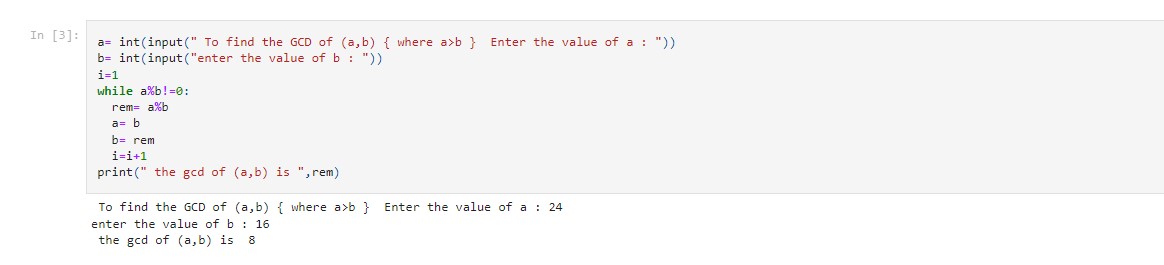 In [3]:
a= int(input(" To find the GCD of (a,b) { where a>b }  Enter the value of a : "))
b= int(input("enter the value of b : "))
i=1
while a%b!=0:
  rem= a%b
  a= b
  b= rem
  i=i+1
print(" the gcd of (a,b) is ",rem)
 To find the GCD of (a,b) { where a>b }  Enter the value of a : 24
enter the value of b : 16
 the gcd of (a,b) is  8